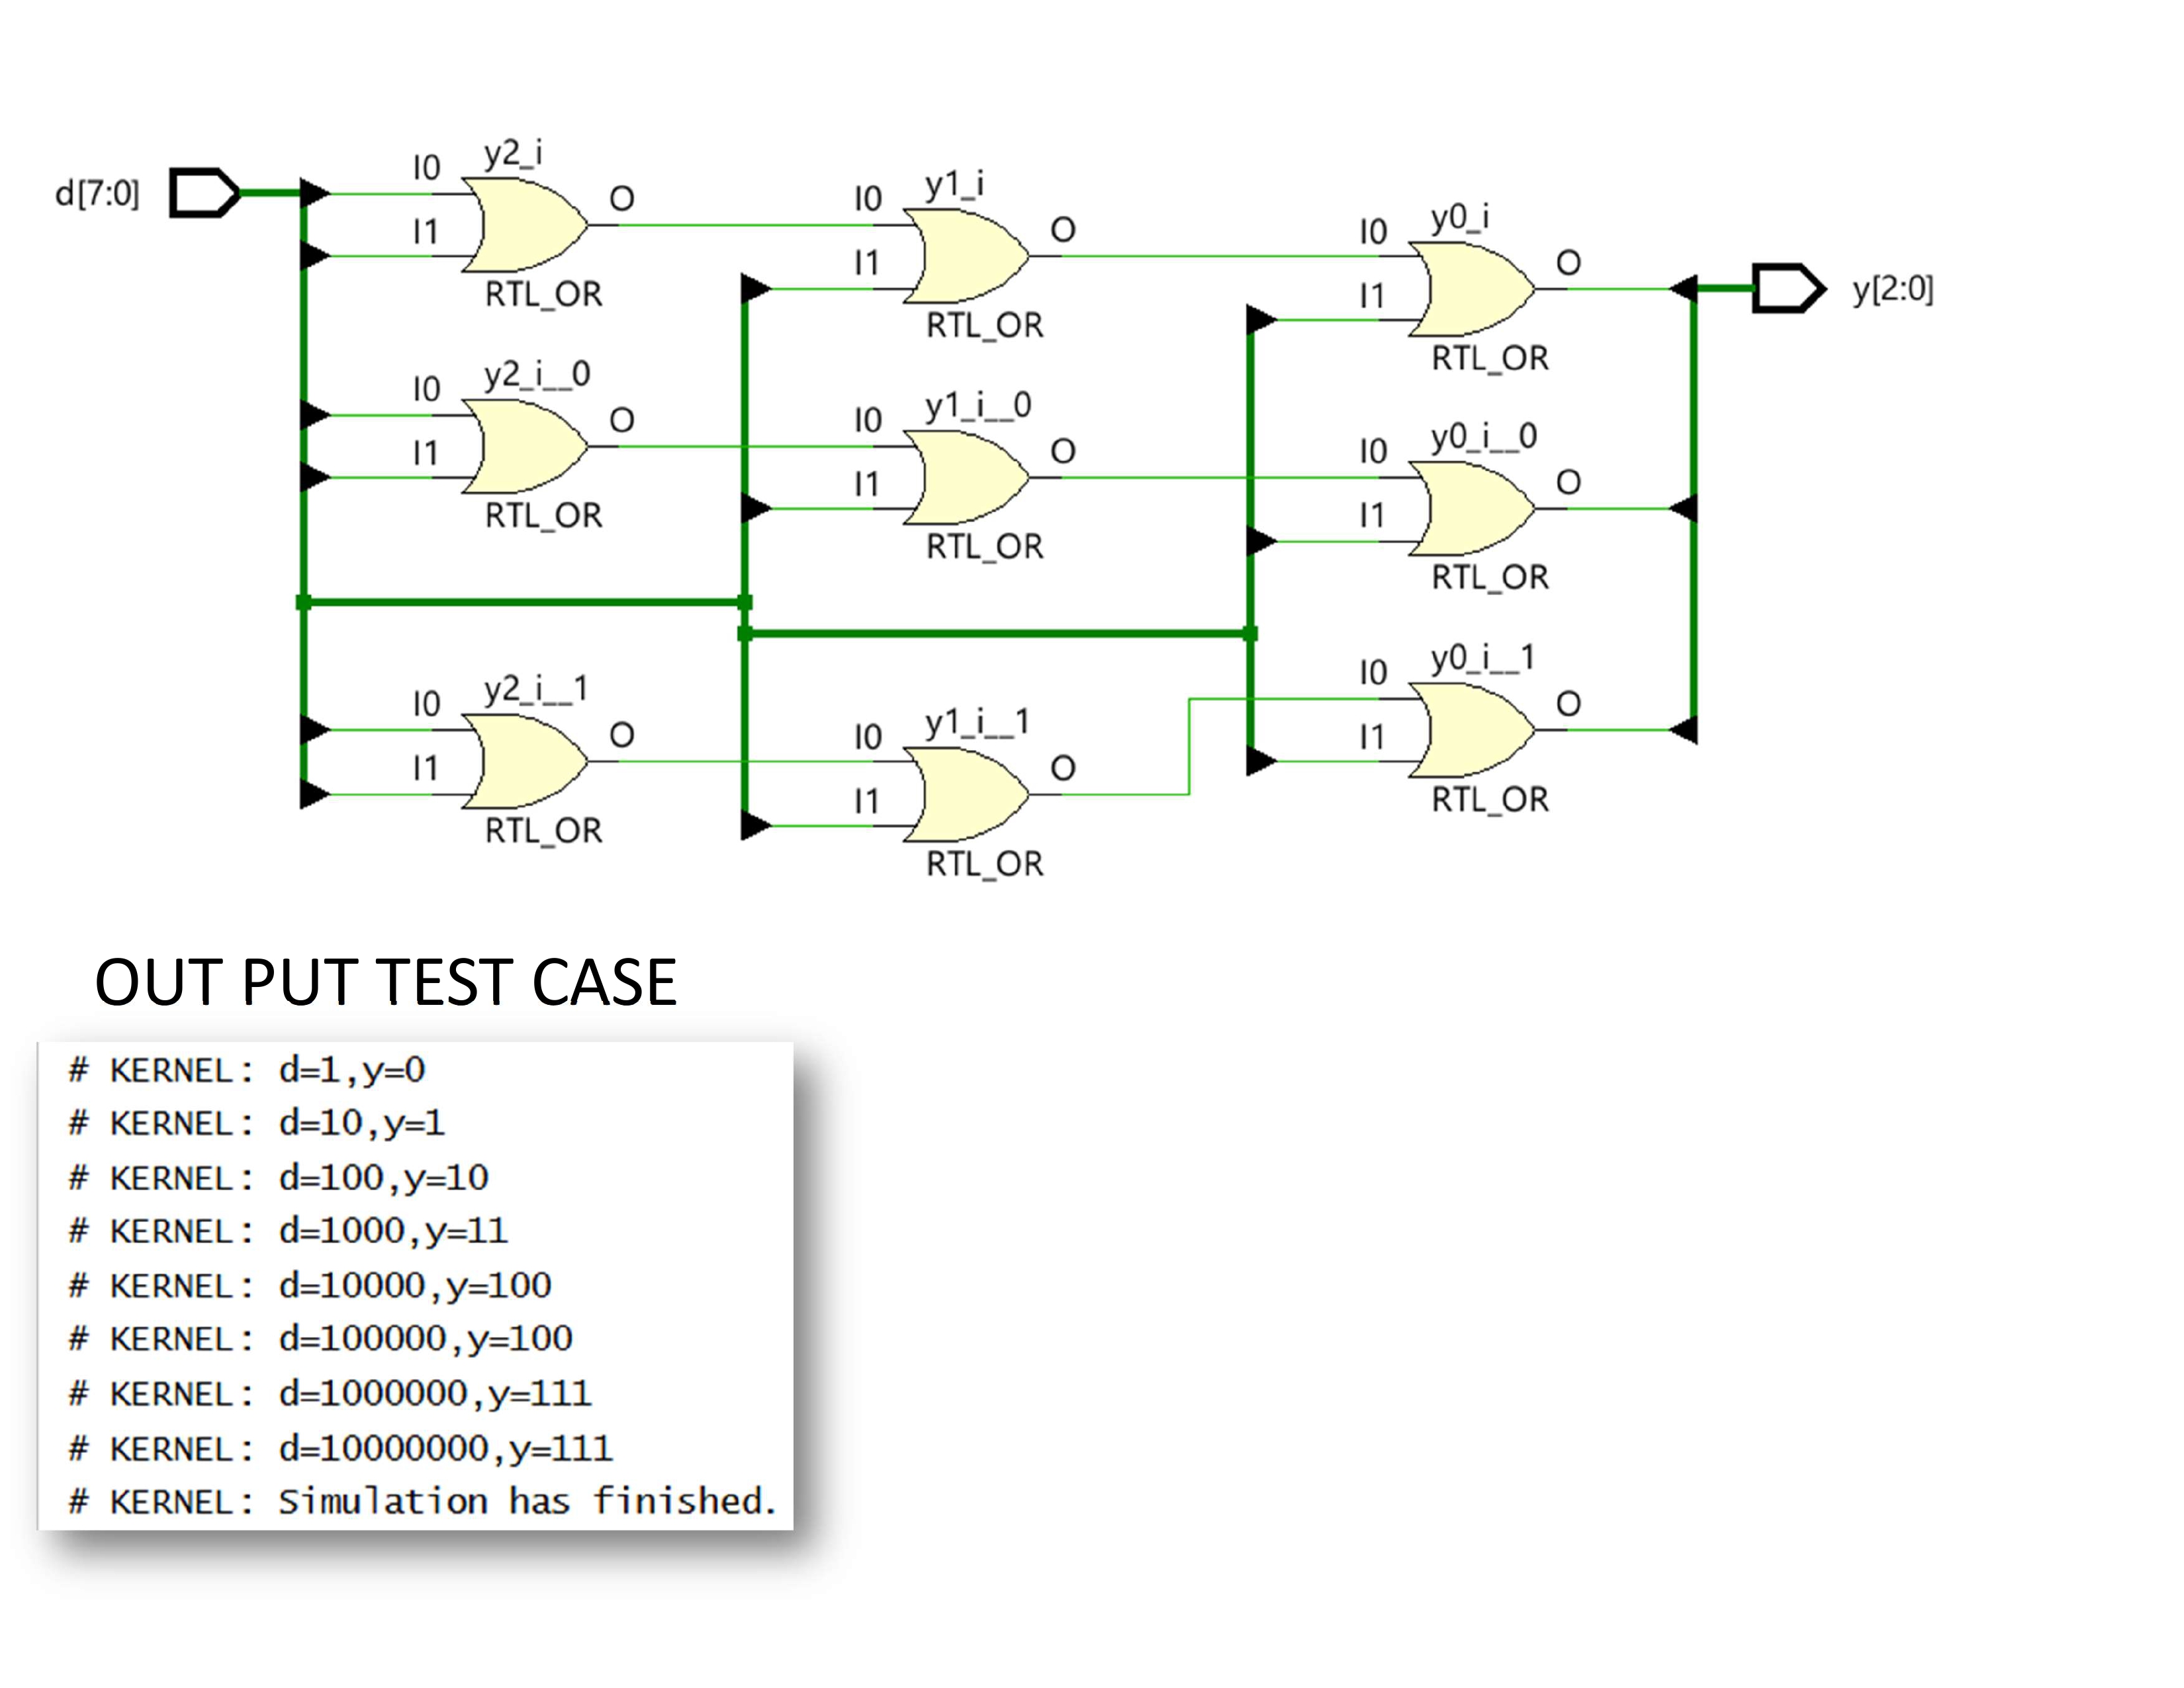 d[7:0]
I0
I1
y2_i
O
RTL_OR
I0
I1
y1_i
O
RTL_OR
I0
I1
y0_i
O
RTL_OR
y[2:0]
I0
I1
y2_i__0
O
RTL_OR
I0
I1
y1_i__0
O
RTL_OR
I0
I1
y0_i__0
O
RTL_OR
I0
I1
y2_i__1
O
RTL_OR
I0
I1
y1_i__1
O
RTL_OR
I0
I1
y0_i__1
O
RTL_OR
OUT PUT TEST CASE
# KERNEL: d=1,y=0
# KERNEL: d=10,y=1
# KERNEL: d=100,y=10
# KERNEL: d=1000,y=11
# KERNEL: d=10000,y=100
# KERNEL: d=100000,y=100
# KERNEL: d=1000000,y=111
# KERNEL: d=10000000,y=111
# KERNEL: Simulation has finished.